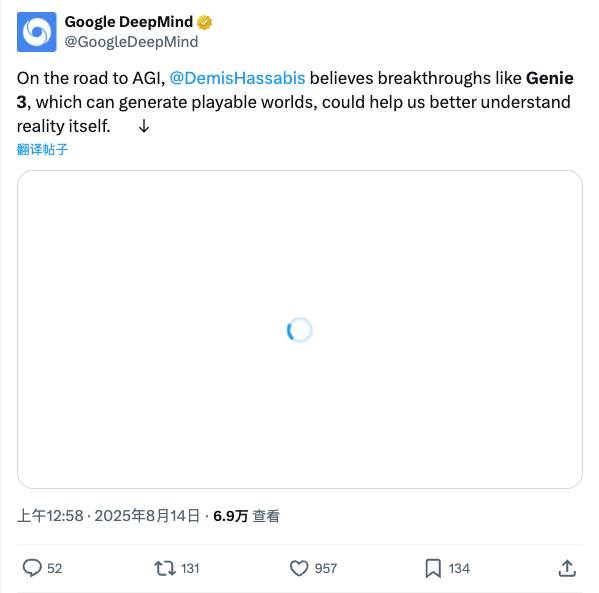 Google DeepMind
@GoogleDeepMind
On the road to AGI, @DemisHassabis believes breakthroughs like Genie
3, which can generate playable worlds, could help us better understand
reality itself. ↓
翻译帖子
上午12:58 · 2025年8月14日 · 6.9万 查看
52 131 957 134